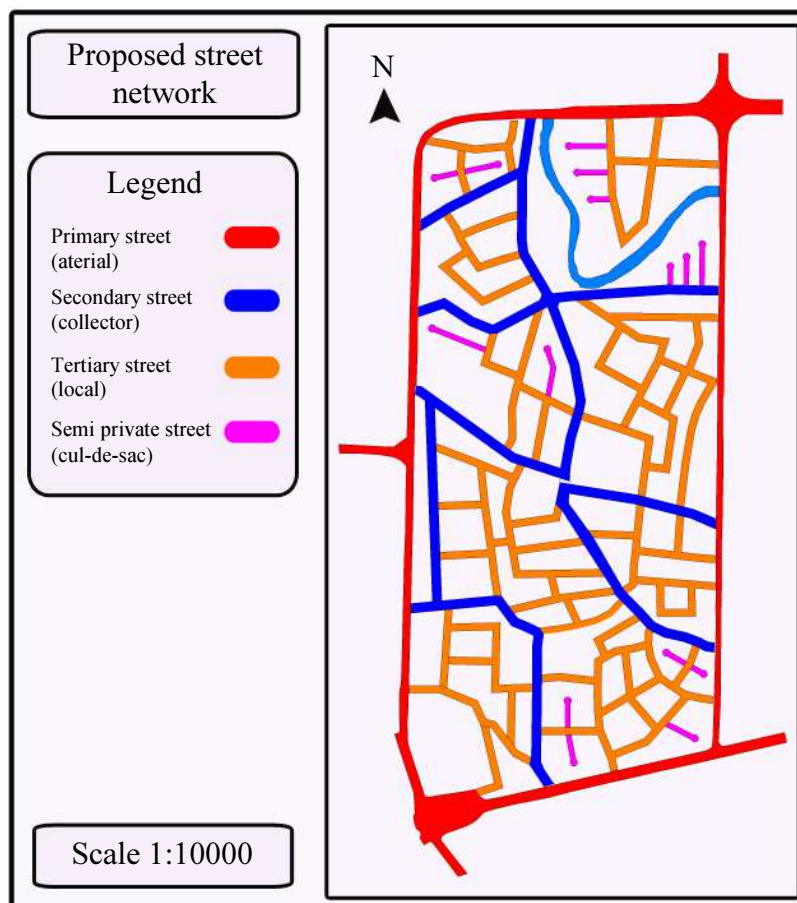 Proposed street
network
N
Legend
Primary street
(aterial)
Secondary street
(collector)
Tertiary street
(local)
Semi private street
(cul-de-sac)
Scale 1:10000